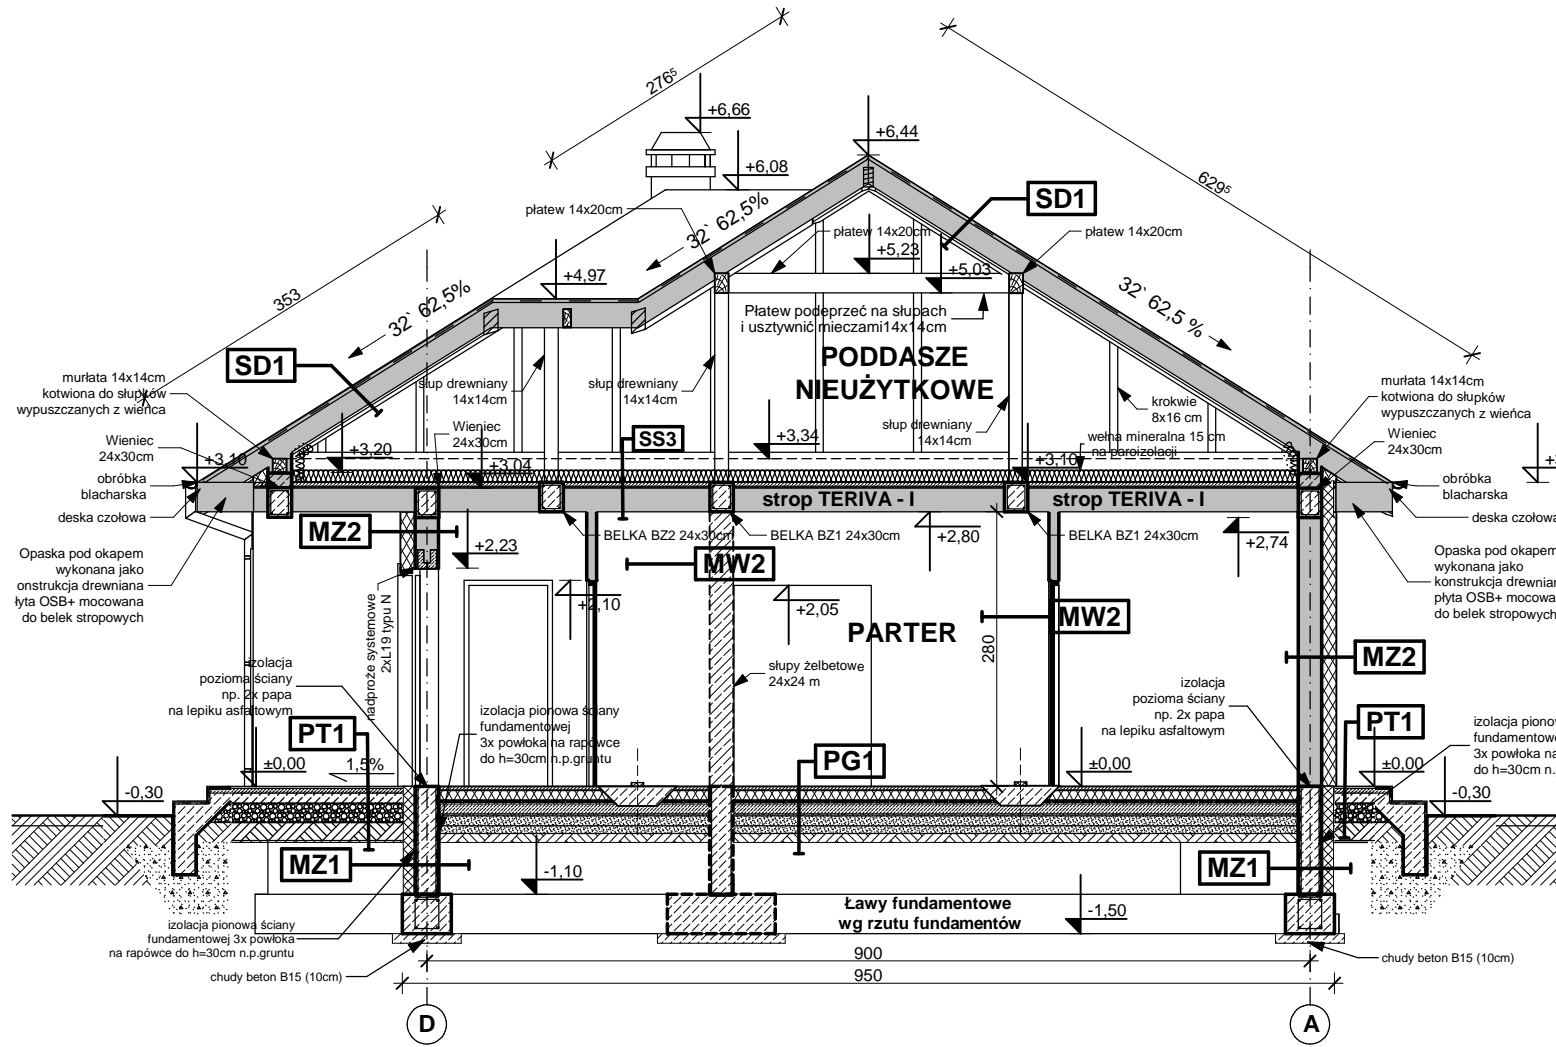 276⁵
+6,66
+6,44
+6,08
629⁵
SD1
płatew 14x20cm
32` 62,5%
płatew 14x20cm
płatew 14x20cm
+5,23
+5,03
+4,97
353
32` 62,5%
32` 62,5 %
Płatew podeprzeć na słupach
i usztywnić mieczami14x14cm
PODDASZE
NIEUŻYTKOWE
SD1
murłata 14x14cm
kotwiona do słupków
wypuszczanych z wieńca
słup drewniany
14x14cm
słup drewniany
14x14cm
krokwie
8x16 cm
murłata 14x14cm
kotwiona do słupków
wypuszczanych z wieńca
Wieniec
24x30cm
Wieniec
24x30cm
SS3
+3,34
słup drewniany
14x14cm
wełna mineralna 15 cm
na paroizolacji
Wieniec
24x30cm
+3,10
+3,20
+3,04
+3,10
obróbka
blacharska
obróbka
blacharska
deska czołowa
strop TERIVA - I
strop TERIVA - I
deska czołowa
MZ2
BELKA BZ2 24x30cm
BELKA BZ1 24x30cm
BELKA BZ1 24x30cm
+2,23
+2,80
+2,74
Opaska pod okapem
wykonana jako
onstrukcja drewniana
łyta OSB+ mocowana
do belek stropowych
Opaska pod okapem
wykonana jako
konstrukcja drewnian
płyta OSB+ mocowa
do belek stropowych
MW2
+2,10
+2,05
MW2
nadproże systemowe
2xL19 typu N
PARTER
280
MZ2
izolacja
pozioma ściany
np. 2x papa
na lepiku asfaltowym
słupy żelbetowe
24x24 m
izolacja
pozioma ściany
np. 2x papa
na lepiku asfaltowym
izolacja pionowa ściany
fundamentowej
3x powłoka na rapówce
do h=30cm n.p.gruntu
PT1
PG1
PT1
izolacja pionow
fundamentowe
3x powłoka na
do h=30cm n.p
±0,00
1,5%
±0,00
±0,00
-0,30
-0,30
MZ1
-1,10
MZ1
Ławy fundamentowe
wg rzutu fundamentów
-1,50
izolacja pionowa ściany
fundamentowej 3x powłoka
na rapówce do h=30cm n.p.gruntu
chudy beton B15 (10cm)
900
chudy beton B15 (10cm)
950
D
A